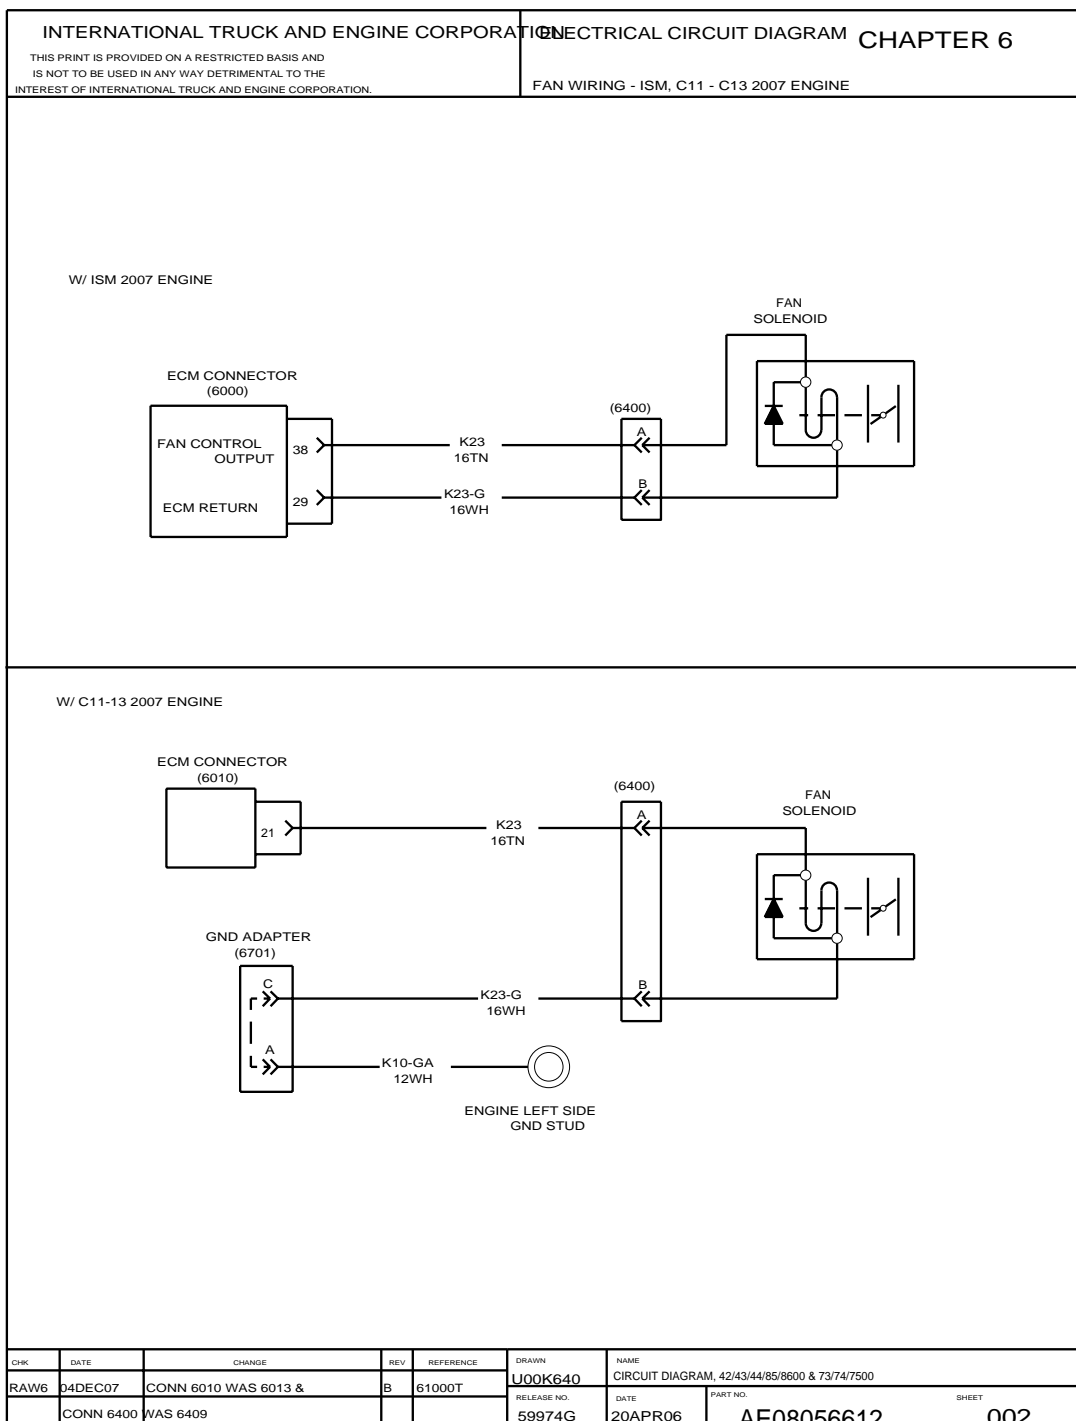 INTERNATIONAL TRUCK AND ENGINE CORPORATION
ELECTRICAL CIRCUIT DIAGRAM
CHAPTER 6
THIS PRINT IS PROVIDED ON A RESTRICTED BASIS AND
IS NOT TO BE USED IN ANY WAY DETRIMENTAL TO THE
INTEREST OF INTERNATIONAL TRUCK AND ENGINE CORPORATION.
FAN WIRING - ISM, C11 - C13 2007 ENGINE
W/ ISM 2007 ENGINE
FAN
SOLENOID
ECM CONNECTOR
(6000)
(6400)
FAN CONTROL
OUTPUT
38
K23
16TN
A
ECM RETURN
29
K23-G
16WH
B
W/ C11-13 2007 ENGINE
ECM CONNECTOR
(6010)
(6400)
FAN
SOLENOID
21
K23
16TN
A
GND ADAPTER
(6701)
C
K23-G
16WH
B
A
K10-GA
12WH
ENGINE LEFT SIDE
GND STUD
CHK DATE CHANGE REV REFERENCE
RAW6 04DEC07 CONN 6010 WAS 6013 & B 61000T
CONN 6400 WAS 6409
DRAWN
U00K640
NAME
CIRCUIT DIAGRAM, 42/43/44/85/8600 & 73/74/7500
RELEASE NO.
59974G
DATE
20APR06
PART NO.
AE08056612
SHEET
002